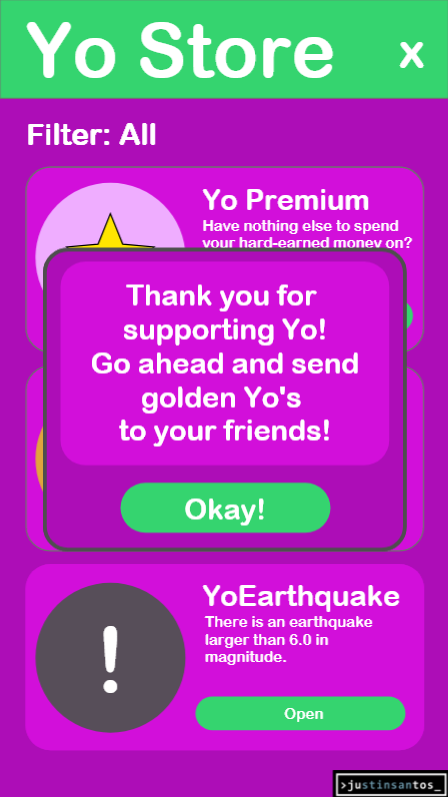 Yo Store
x
Filter: All
Yo Premium
Have nothing else to spend
your hard-earned money on?
Thank you for
supporting Yo!
Go ahead and send
golden Yo's
to your friends!
Okay!
YoEarthquake
There is an earthquake
larger than 6.0 in
magnitude.
!
Open
>justinsantos_